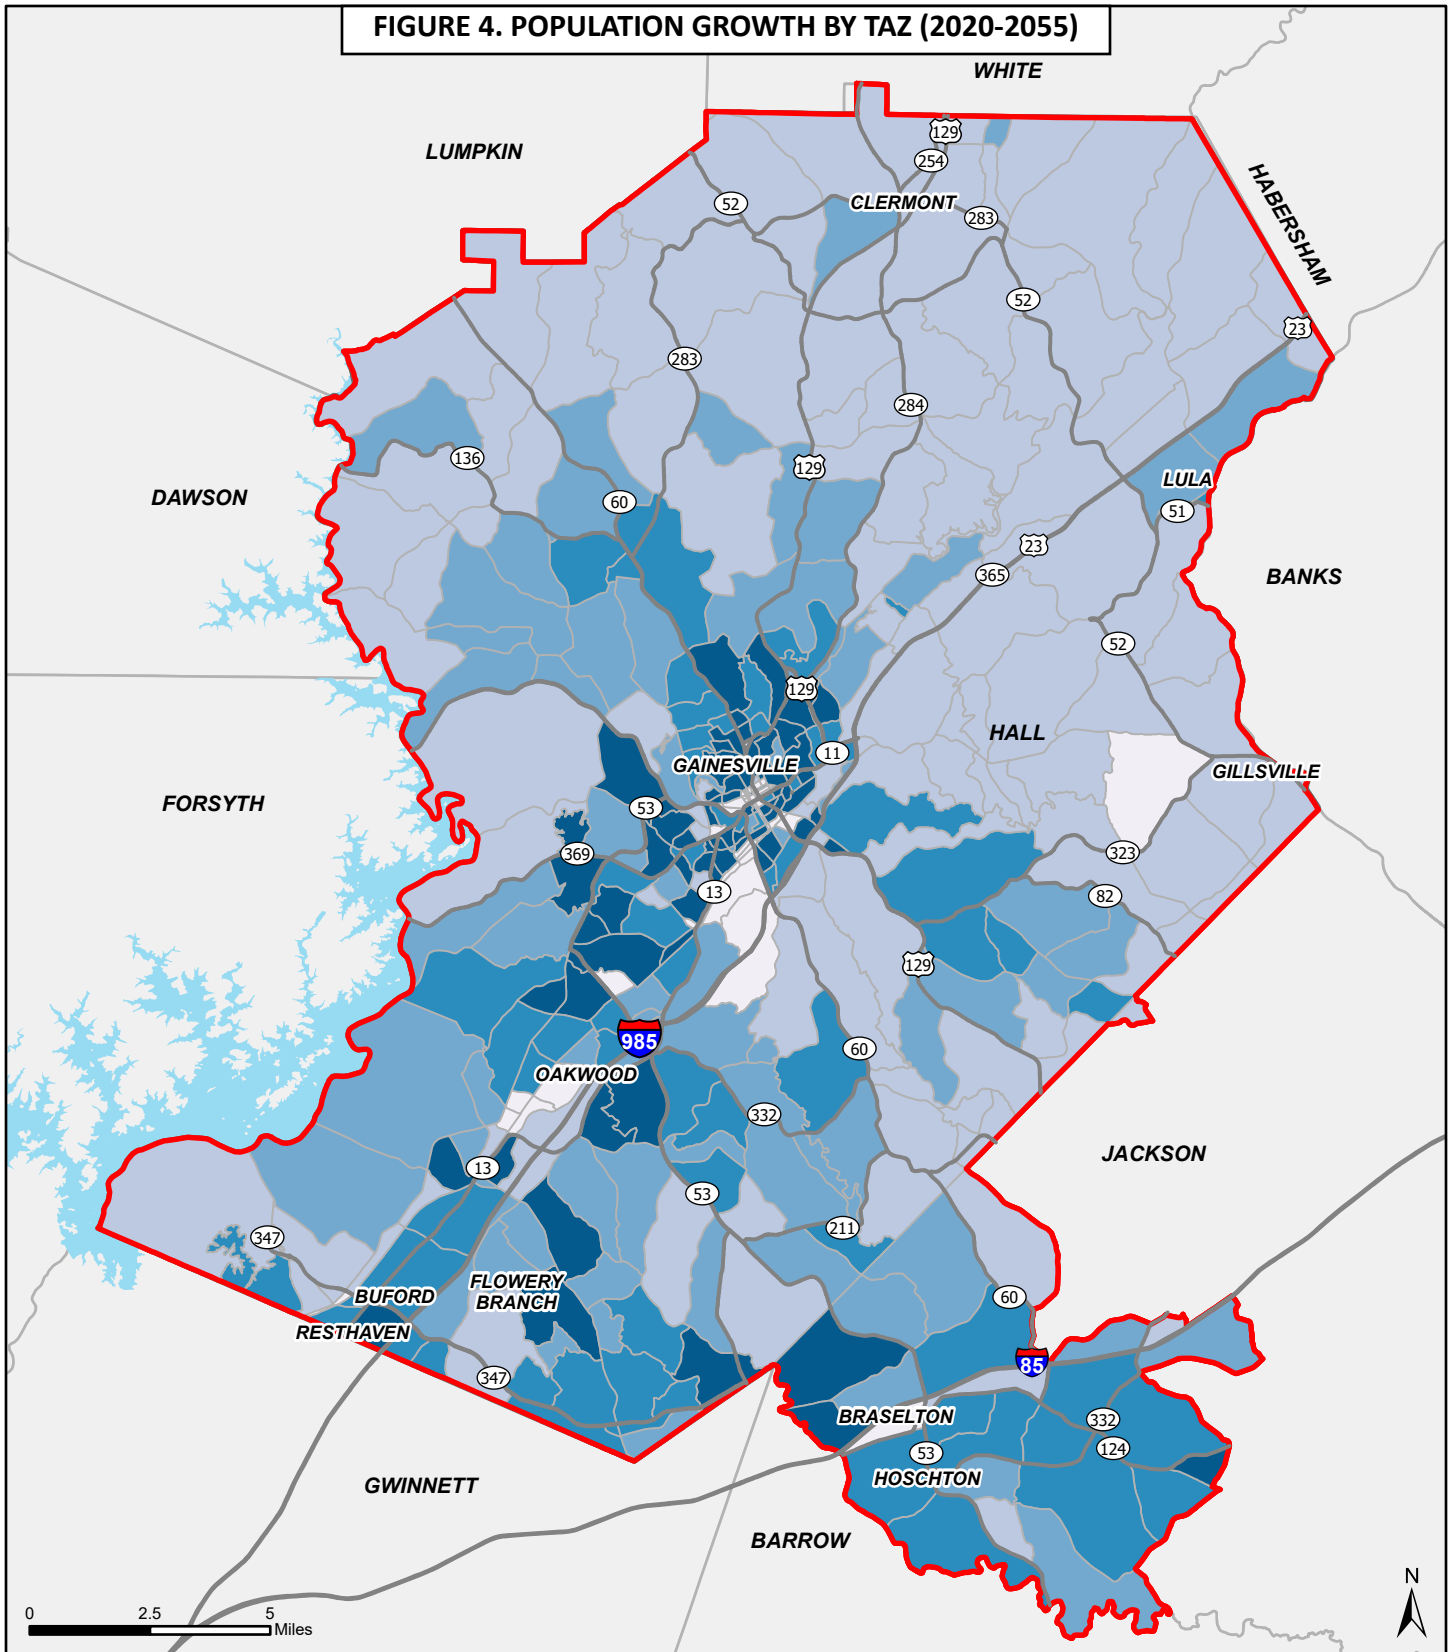 FIGURE 4. POPULATION GROWTH BY TAZ (2020-2055)
WHITE
129
LUMPKIN
254
HABERSHAM
52
CLERMONT
283
52
23
283
284
136
129
LULA
DAWSON
60
51
23
365
BANKS
52
129
HALL
11
GAINESVILLE
GILLSVILLE
FORSYTH
53
369
323
13
82
129
985
60
OAKWOOD
332
JACKSON
13
53
211
347
FLOWERY
BRANCH
BUFORD
60
RESTHAVEN
85
347
BRASELTON
332
53
124
HOSCHTON
GWINNETT
BARROW
N
0 2.5 5
Miles